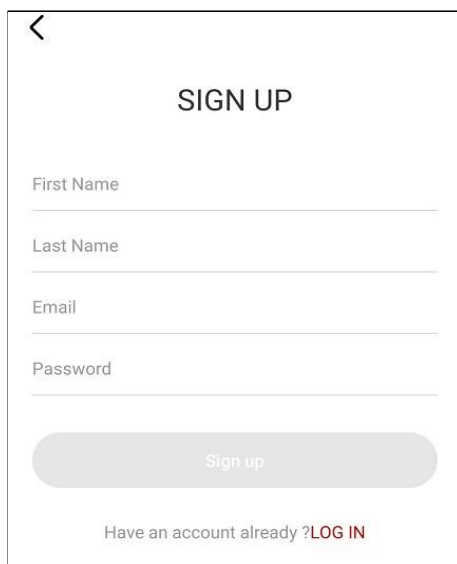 SIGN UP
First Name
Last Name
Email
Password
Sign up
Have an account already ?LOG IN